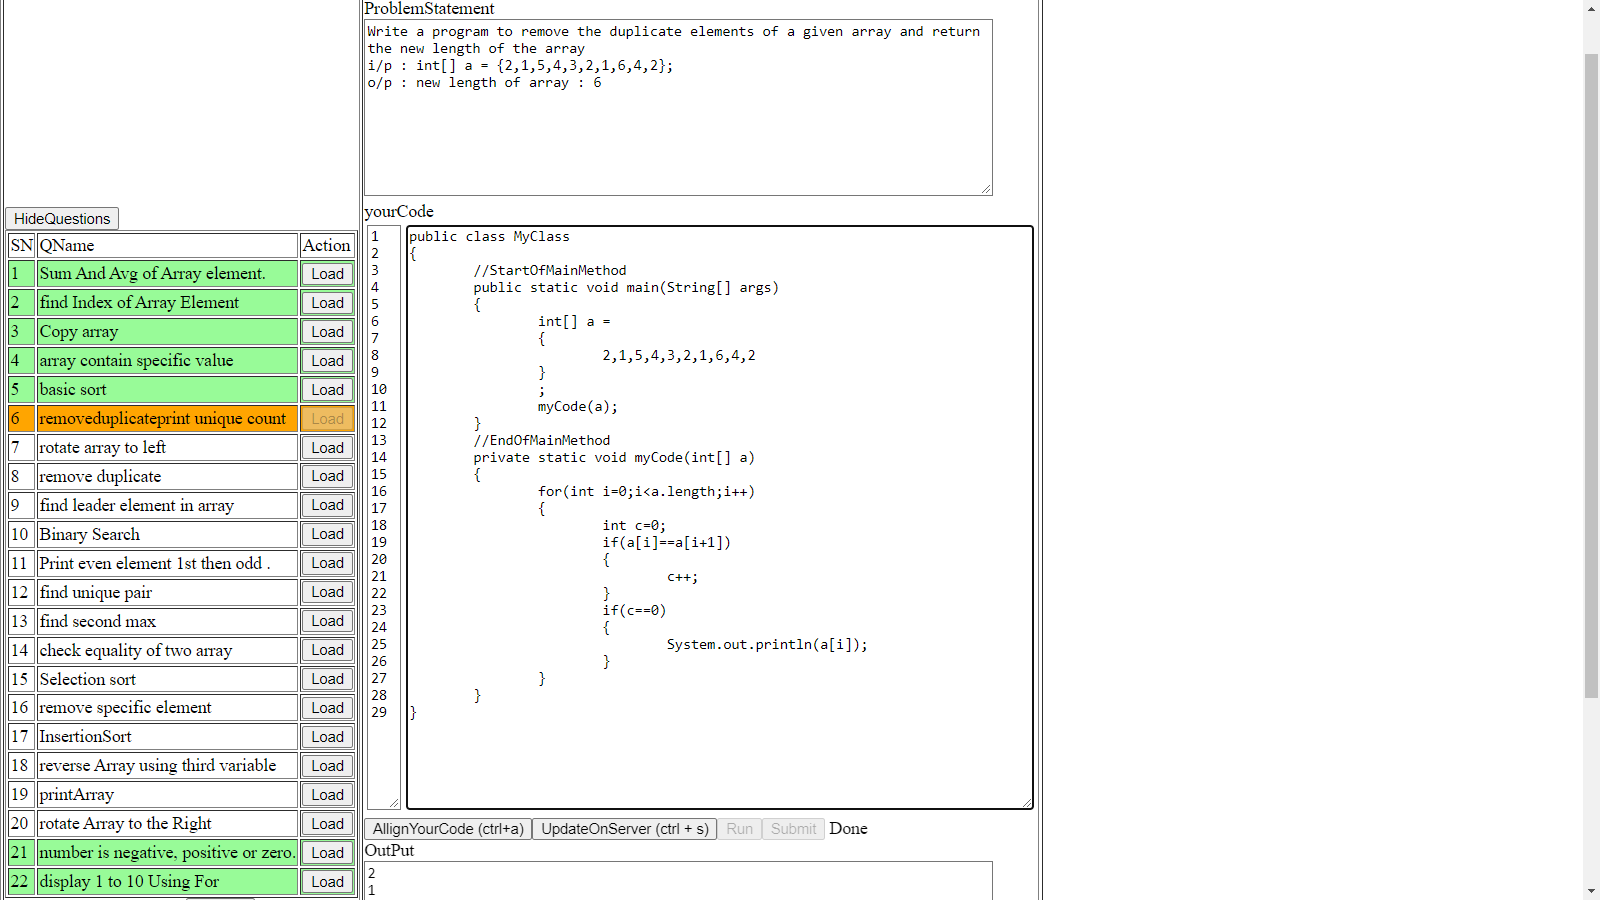 ProblemStatement
Write a program to remove the duplicate elements of a given array and return
the new length of the array
i/p : int[] a = {2,1,5,4,3,2,1,6,4,2};
o/p : new length of array : 6
HideQuestions
SN QName Action
1 Sum And Avg of Array element. Load
2 find Index of Array Element Load
3 Copy array Load
4 array contain specific value Load
5 basic sort Load
6 removeduplicateprint unique count Load
7 rotate array to left Load
8 remove duplicate Load
9 find leader element in array Load
10 Binary Search Load
11 Print even element 1st then odd . Load
12 find unique pair Load
13 find second max Load
14 check equality of two array Load
15 Selection sort Load
16 remove specific element Load
17 InsertionSort Load
18 reverse Array using third variable Load
19 printArray Load
20 rotate Array to the Right Load
21 number is negative, positive or zero. Load
22 display 1 to 10 Using For Load
yourCode
1 public class MyClass
2 {
3 //StartOfMainMethod
4 public static void main(String[] args)
5 {
6 int[] a =
7 {
8 2,1,5,4,3,2,1,6,4,2
9 }
10 ;
11 myCode(a);
12 }
13 //EndOfMainMethod
14 private static void myCode(int[] a)
15 {
16 for(int i=0;i<a.length;i++)
17 {
18 int c=0;
19 if(a[i]==a[i+1])
20 {
21 c++;
22 }
23 if(c==0)
24 {
25 System.out.println(a[i]);
26 }
27 }
28 }
29 }
AllignYourCode (ctrl+a) UpdateOnServer (ctrl + s) Run Submit Done
OutPut
2
1